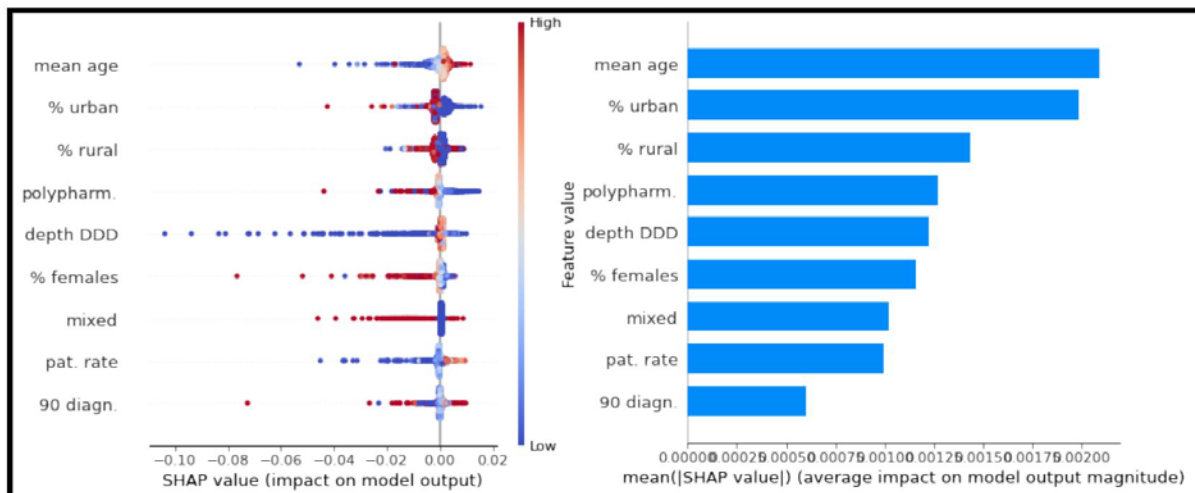 High
mean age
% urban
% rural
polypharm.
depth DDD
% females
mixed
pat. rate
90 diagn.
Low
−0.10 −0.08 −0.06 −0.04 −0.02 0.00 0.02
SHAP value (impact on model output)
Feature value
mean age
% urban
% rural
polypharm.
depth DDD
% females
mixed
pat. rate
90 diagn.
0.00000 0.00025 0.00050 0.00075 0.00100 0.00125 0.00150 0.00175 0.00200
mean(|SHAP value|) (average impact on model output magnitude)